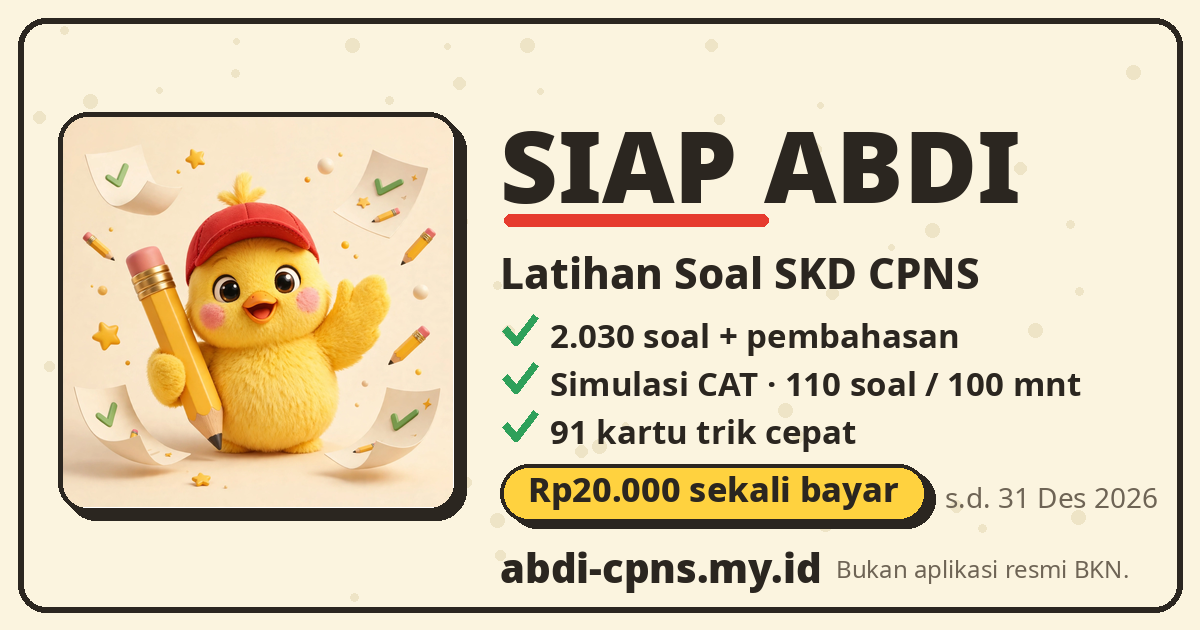 SIAP ABDI
Latihan Soal SKD CPNS
2.030 soal + pembahasan
Simulasi CAT · 110 soal / 100 mnt
91 kartu trik cepat
Rp20.000 sekali bayar s.d. 31 Des 2026
abdi-cpns.my.id Bukan aplikasi resmi BKN.